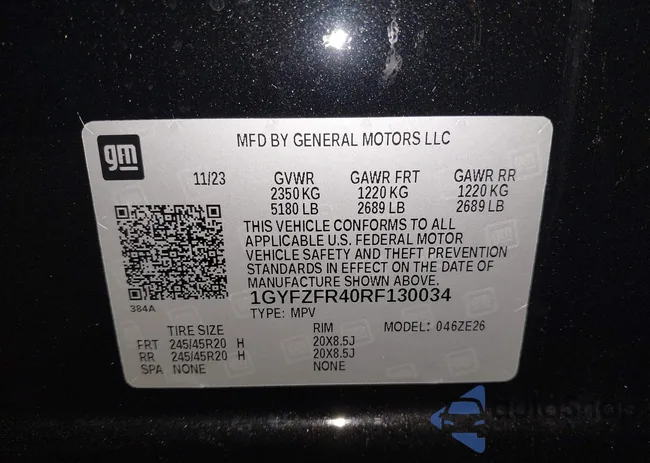 gm
MFD BY GENERAL MOTORS LLC
11/23 GVWR GAWR FRT GAWR RR
2350 KG 1220 KG 1220 KG
5180 LB 2689 LB 2689 LB
THIS VEHICLE CONFORMS TO ALL
APPLICABLE U.S. FEDERAL MOTOR
VEHICLE SAFETY AND THEFT PREVENTION
STANDARDS IN EFFECT ON THE DATE OF
MANUFACTURE SHOWN ABOVE.
384A
1GYFZFR40RF130034
TYPE: MPV
TIRE SIZE RIM MODEL: 046ZE26
FRT 245/45R20 H 20X8.5J
RR 245/45R20 H 20X8.5J
SPA NONE NONE